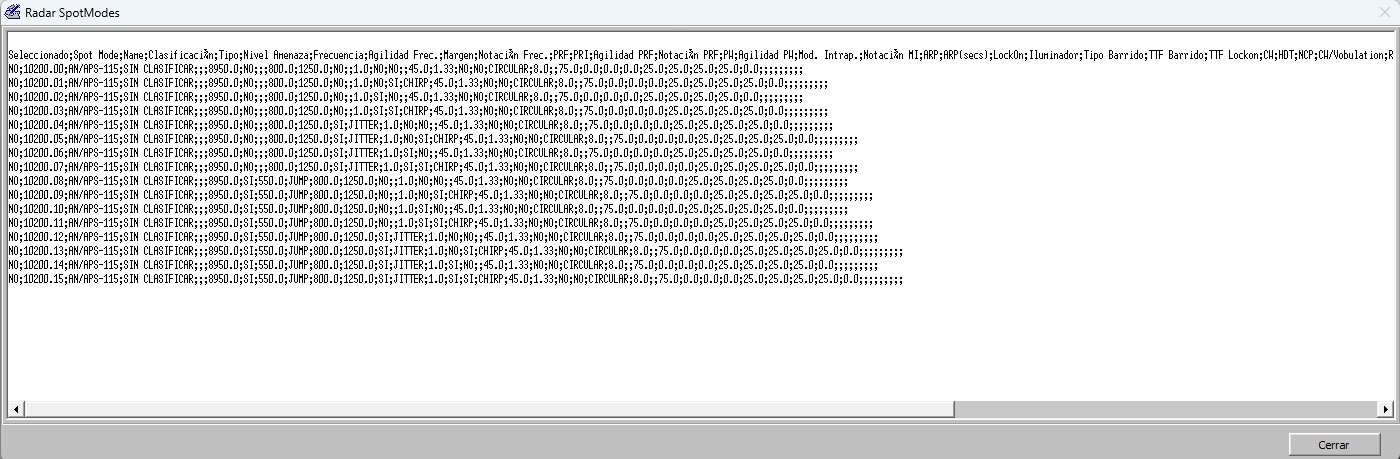 Radar SpotModes
Seleccionado;Spot Mode;Name;Clasificaci¾n;Tipo;Nivel Amenaza;Frecuencia;Agilidad Frec.;Margen;Notaci¾n Frec.;PRF;PRI;Agilidad PRF;Notaci¾n PRF;PW;Agilidad PW;Mod. Intrap.;Notaci¾n MI;ARP;ARP(secs);LockOn;Iluminador;Tipo Barrido;TTF Barrido;TTF Lockon;CW;HDT;NCP;CW/Vobulation;R
NO;10200.00;AN/APS-115;SIN CLASIFICAR;;;8950.0;NO;;;800.0;1250.0;NO;;1.0;NO;NO;;45.0;1.33;NO;NO;CIRCULAR;8.0;;75.0;0.0;0.0;0.0;25.0;25.0;25.0;25.0;0.0;;;;;;;;;
NO;10200.01;AN/APS-115;SIN CLASIFICAR;;;8950.0;NO;;;800.0;1250.0;NO;;1.0;NO;SI;CHIRP;45.0;1.33;NO;NO;CIRCULAR;8.0;;75.0;0.0;0.0;0.0;25.0;25.0;25.0;25.0;0.0;;;;;;;;;
NO;10200.02;AN/APS-115;SIN CLASIFICAR;;;8950.0;NO;;;800.0;1250.0;NO;;1.0;SI;NO;;45.0;1.33;NO;NO;CIRCULAR;8.0;;75.0;0.0;0.0;0.0;25.0;25.0;25.0;25.0;0.0;;;;;;;;;
NO;10200.03;AN/APS-115;SIN CLASIFICAR;;;8950.0;NO;;;800.0;1250.0;NO;;1.0;SI;SI;CHIRP;45.0;1.33;NO;NO;CIRCULAR;8.0;;75.0;0.0;0.0;0.0;25.0;25.0;25.0;25.0;0.0;;;;;;;;;
NO;10200.04;AN/APS-115;SIN CLASIFICAR;;;8950.0;NO;;;800.0;1250.0;SI;JITTER;1.0;NO;NO;;45.0;1.33;NO;NO;CIRCULAR;8.0;;75.0;0.0;0.0;0.0;25.0;25.0;25.0;25.0;0.0;;;;;;;;;
NO;10200.05;AN/APS-115;SIN CLASIFICAR;;;8950.0;NO;;;800.0;1250.0;SI;JITTER;1.0;NO;SI;CHIRP;45.0;1.33;NO;NO;CIRCULAR;8.0;;75.0;0.0;0.0;0.0;25.0;25.0;25.0;25.0;0.0;;;;;;;;;
NO;10200.06;AN/APS-115;SIN CLASIFICAR;;;8950.0;NO;;;800.0;1250.0;SI;JITTER;1.0;SI;NO;;45.0;1.33;NO;NO;CIRCULAR;8.0;;75.0;0.0;0.0;0.0;25.0;25.0;25.0;25.0;0.0;;;;;;;;;
NO;10200.07;AN/APS-115;SIN CLASIFICAR;;;8950.0;NO;;;800.0;1250.0;SI;JITTER;1.0;SI;SI;CHIRP;45.0;1.33;NO;NO;CIRCULAR;8.0;;75.0;0.0;0.0;0.0;25.0;25.0;25.0;25.0;0.0;;;;;;;;;
NO;10200.08;AN/APS-115;SIN CLASIFICAR;;;8950.0;SI;550.0;JUMP;800.0;1250.0;NO;;1.0;NO;NO;;45.0;1.33;NO;NO;CIRCULAR;8.0;;75.0;0.0;0.0;0.0;25.0;25.0;25.0;25.0;0.0;;;;;;;;;
NO;10200.09;AN/APS-115;SIN CLASIFICAR;;;8950.0;SI;550.0;JUMP;800.0;1250.0;NO;;1.0;NO;SI;CHIRP;45.0;1.33;NO;NO;CIRCULAR;8.0;;75.0;0.0;0.0;0.0;25.0;25.0;25.0;25.0;0.0;;;;;;;;;
NO;10200.10;AN/APS-115;SIN CLASIFICAR;;;8950.0;SI;550.0;JUMP;800.0;1250.0;NO;;1.0;SI;NO;;45.0;1.33;NO;NO;CIRCULAR;8.0;;75.0;0.0;0.0;0.0;25.0;25.0;25.0;25.0;0.0;;;;;;;;;
NO;10200.11;AN/APS-115;SIN CLASIFICAR;;;8950.0;SI;550.0;JUMP;800.0;1250.0;NO;;1.0;SI;SI;CHIRP;45.0;1.33;NO;NO;CIRCULAR;8.0;;75.0;0.0;0.0;0.0;25.0;25.0;25.0;25.0;0.0;;;;;;;;;
NO;10200.12;AN/APS-115;SIN CLASIFICAR;;;8950.0;SI;550.0;JUMP;800.0;1250.0;SI;JITTER;1.0;NO;NO;;45.0;1.33;NO;NO;CIRCULAR;8.0;;75.0;0.0;0.0;0.0;25.0;25.0;25.0;25.0;0.0;;;;;;;;;
NO;10200.13;AN/APS-115;SIN CLASIFICAR;;;8950.0;SI;550.0;JUMP;800.0;1250.0;SI;JITTER;1.0;NO;SI;CHIRP;45.0;1.33;NO;NO;CIRCULAR;8.0;;75.0;0.0;0.0;0.0;25.0;25.0;25.0;25.0;0.0;;;;;;;;;
NO;10200.14;AN/APS-115;SIN CLASIFICAR;;;8950.0;SI;550.0;JUMP;800.0;1250.0;SI;JITTER;1.0;SI;NO;;45.0;1.33;NO;NO;CIRCULAR;8.0;;75.0;0.0;0.0;0.0;25.0;25.0;25.0;25.0;0.0;;;;;;;;;
NO;10200.15;AN/APS-115;SIN CLASIFICAR;;;8950.0;SI;550.0;JUMP;800.0;1250.0;SI;JITTER;1.0;SI;SI;CHIRP;45.0;1.33;NO;NO;CIRCULAR;8.0;;75.0;0.0;0.0;0.0;25.0;25.0;25.0;25.0;0.0;;;;;;;;;
Cerrar